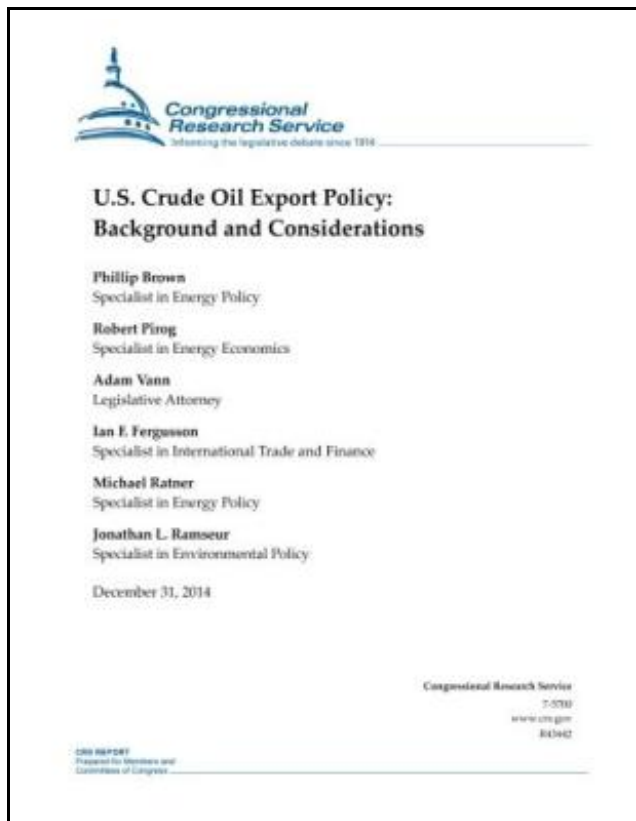 Congressional
Research Service
Informing the legislative debate since 1914
U.S. Crude Oil Export Policy:
Background and Considerations
Phillip Brown
Specialist in Energy Policy
Robert Pirog
Specialist in Energy Economics
Adam Vann
Legislative Attorney
Ian F. Fergusson
Specialist in International Trade and Finance
Michael Ratner
Specialist in Energy Policy
Jonathan L. Ramseur
Specialist in Environmental Policy
December 31, 2014
Congressional Research Service
7-5700
www.crs.gov
R43442
CRS REPORT
Prepared for Members and
Committees of Congress